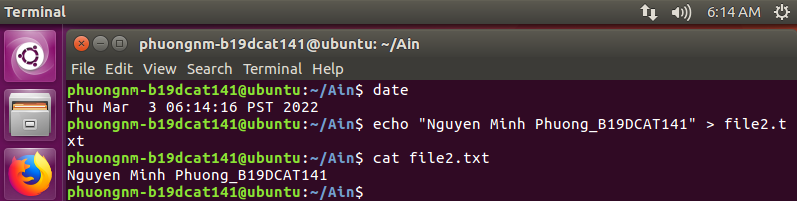 Terminal 6:14 AM
phuongnm-b19dcat141@ubuntu: ~/Ain
File Edit View Search Terminal Help
phuongnm-b19dcat141@ubuntu:~/Ain$ date
Thu Mar  3 06:14:16 PST 2022
phuongnm-b19dcat141@ubuntu:~/Ain$ echo "Nguyen Minh Phuong_B19DCAT141" > file2.t
xt
phuongnm-b19dcat141@ubuntu:~/Ain$ cat file2.txt
Nguyen Minh Phuong_B19DCAT141
phuongnm-b19dcat141@ubuntu:~/Ain$